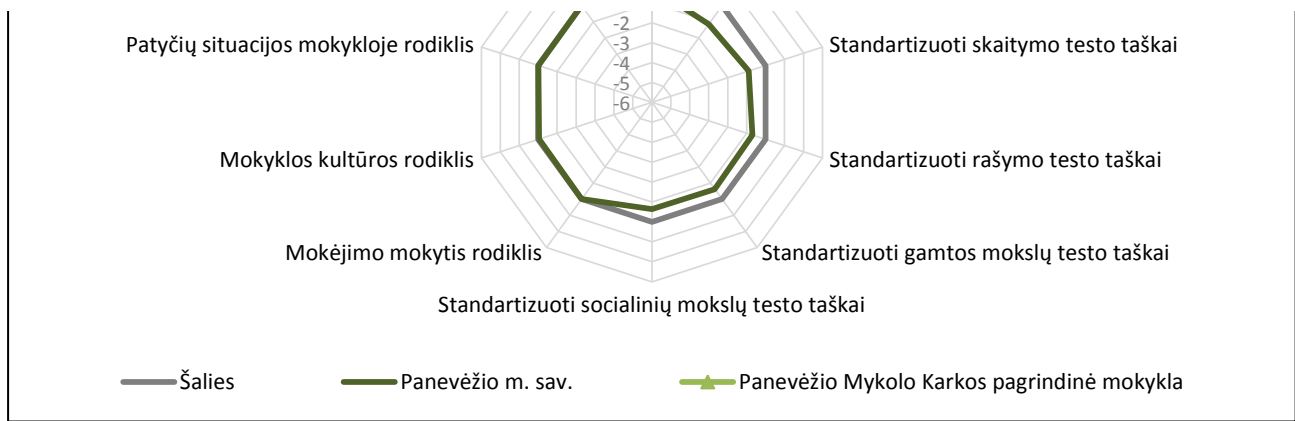 -2
Patyčių situacijos mokykloje rodiklis
Standartizuoti skaitymo testo taškai
-3
-4
-5
-6
Mokyklos kultūros rodiklis
Standartizuoti rašymo testo taškai
Mokėjimo mokytis rodiklis
Standartizuoti gamtos mokslų testo taškai
Standartizuoti socialinių mokslų testo taškai
Šalies
Panevėžio m. sav.
Panevėžio Mykolo Karkos pagrindinė mokykla